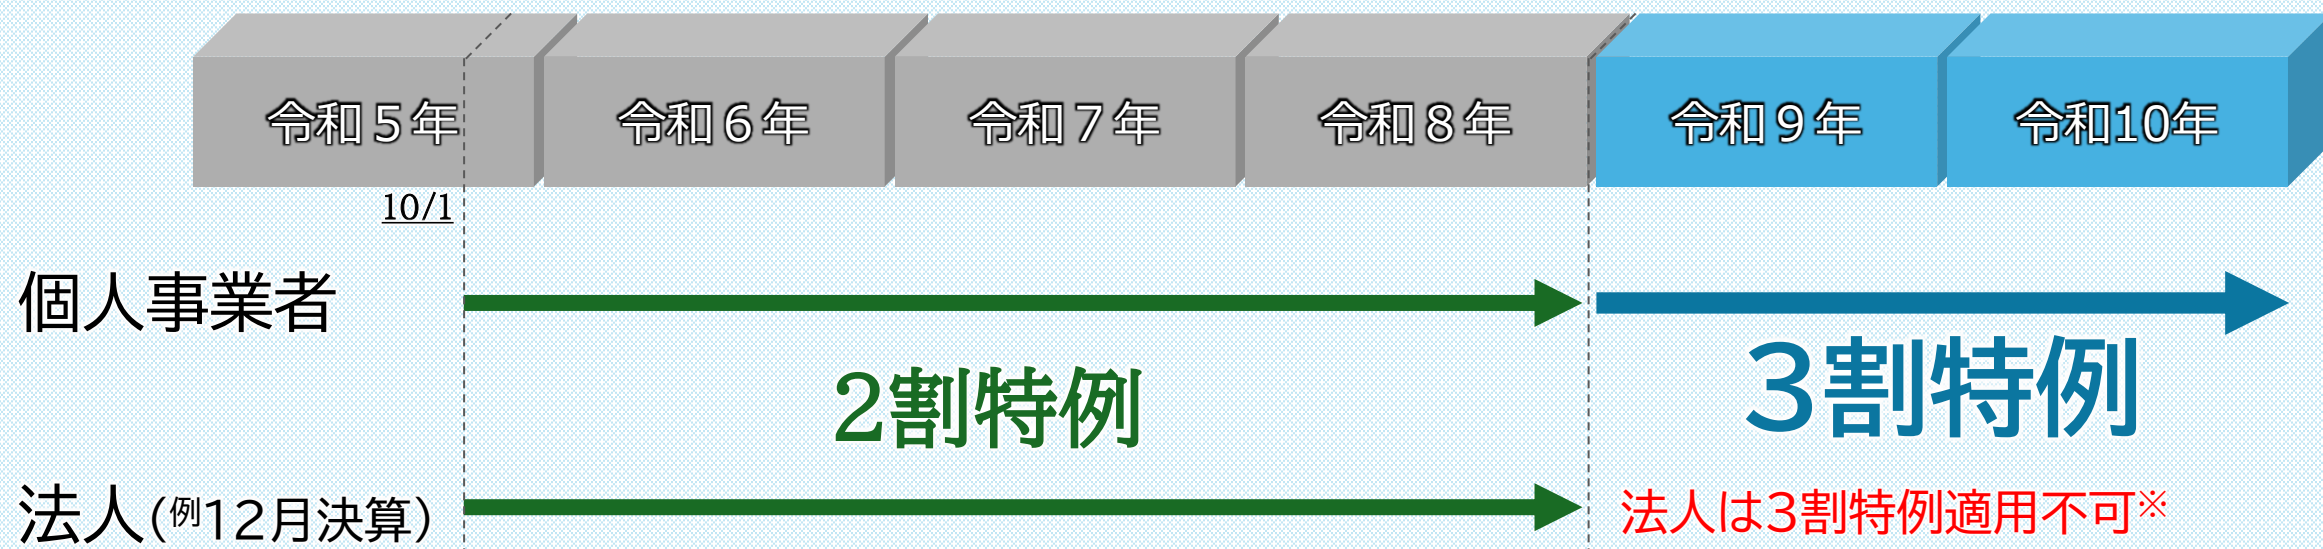 令和５年 令和６年 令和７年 令和８年 令和９年 令和10年
10/1
個人事業者
２割特例
３割特例
法人（例12月決算）
法人は３割特例適用不可※